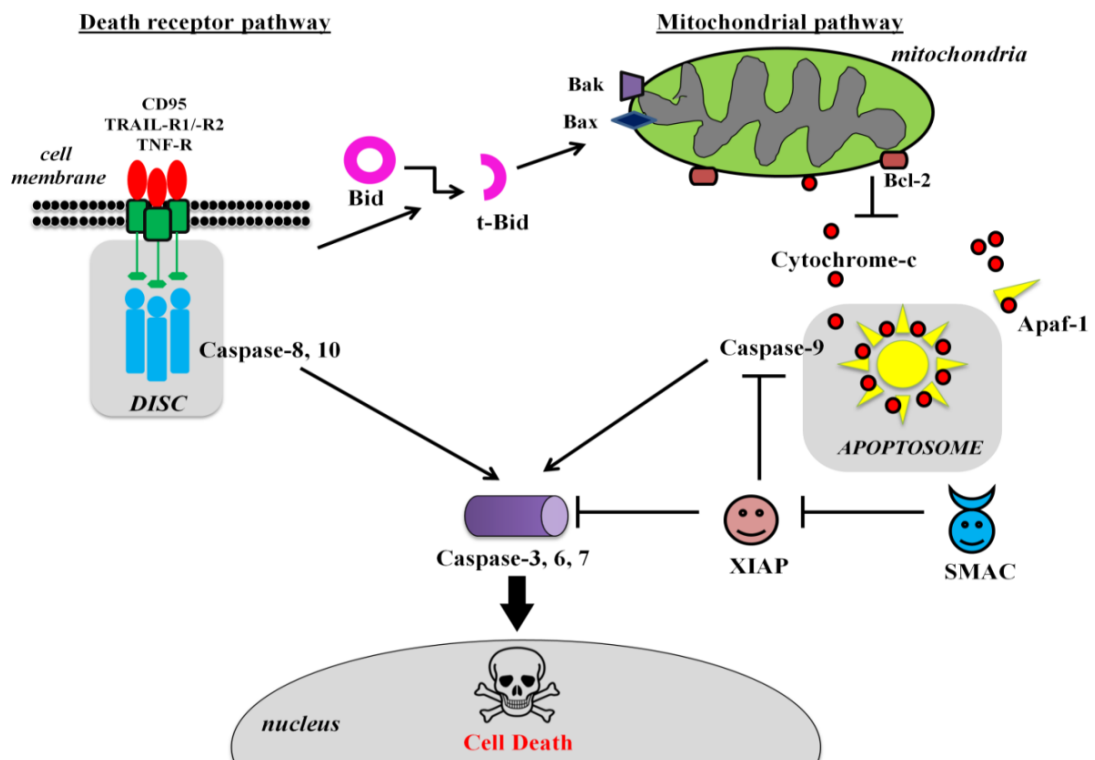 Death receptor pathway
Mitochondrial pathway
mitochondria
CD95
TRAIL-R1/-R2
TNF-R
cell
membrane
Bak
Bax
Bid
t-Bid
Bcl-2
Cytochrome-c
Apaf-1
Caspase-8, 10
DISC
Caspase-9
APOPTOSOME
Caspase-3, 6, 7
XIAP
SMAC
nucleus
Cell Death